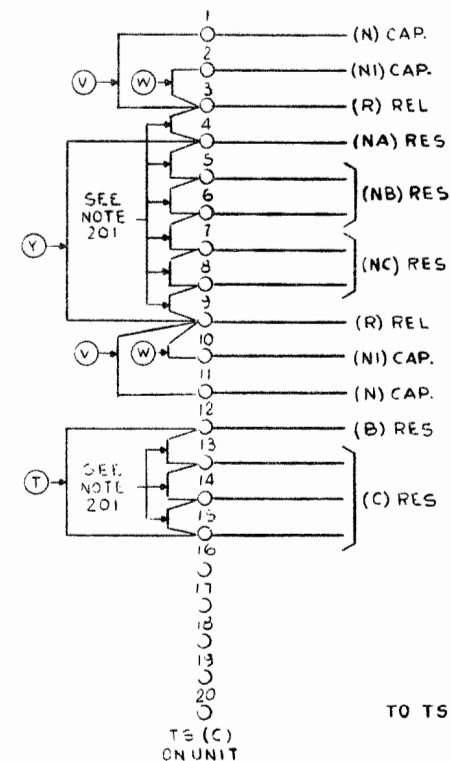 1
(N) CAP.
2
(N1) CAP.
V W
3
(R) REL
4
(NA) RES
5
SEE
NOTE
201
6
(NB) RES
7
Y
8
(NC) RES
9
(R) REL
10
V W
(N1) CAP.
11
(N) CAP.
12
(B) RES
13
SEE
NOTE
201
T
14
(C) RES
15
16
17
18
19
20
TO TS
TS (C)
ON UNIT